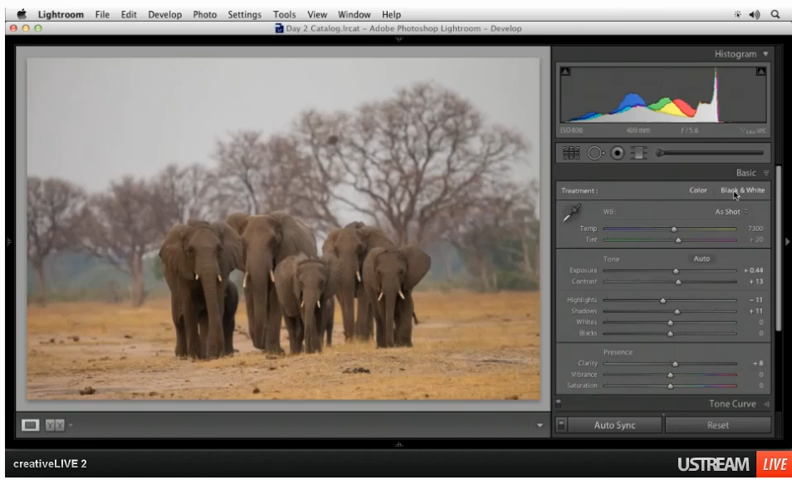 Lightroom File Edit Develop Photo Settings Tools View Window Help
Day 2 Catalog.lrcat – Adobe Photoshop Lightroom – Develop
Histogram
ISO 800 400 mm f / 5.6
Basic
Treatment : Color Black & White
WB: As Shot
Temp 7300
Tint + 20
Tone Auto
Exposure + 0.44
Contrast + 13
Highlights – 11
Shadows + 11
Whites 0
Blacks 0
Presence
Clarity + 8
Vibrance 0
Saturation 0
Tone Curve
Auto Sync Reset
creativeLIVE 2
USTREAM LIVE